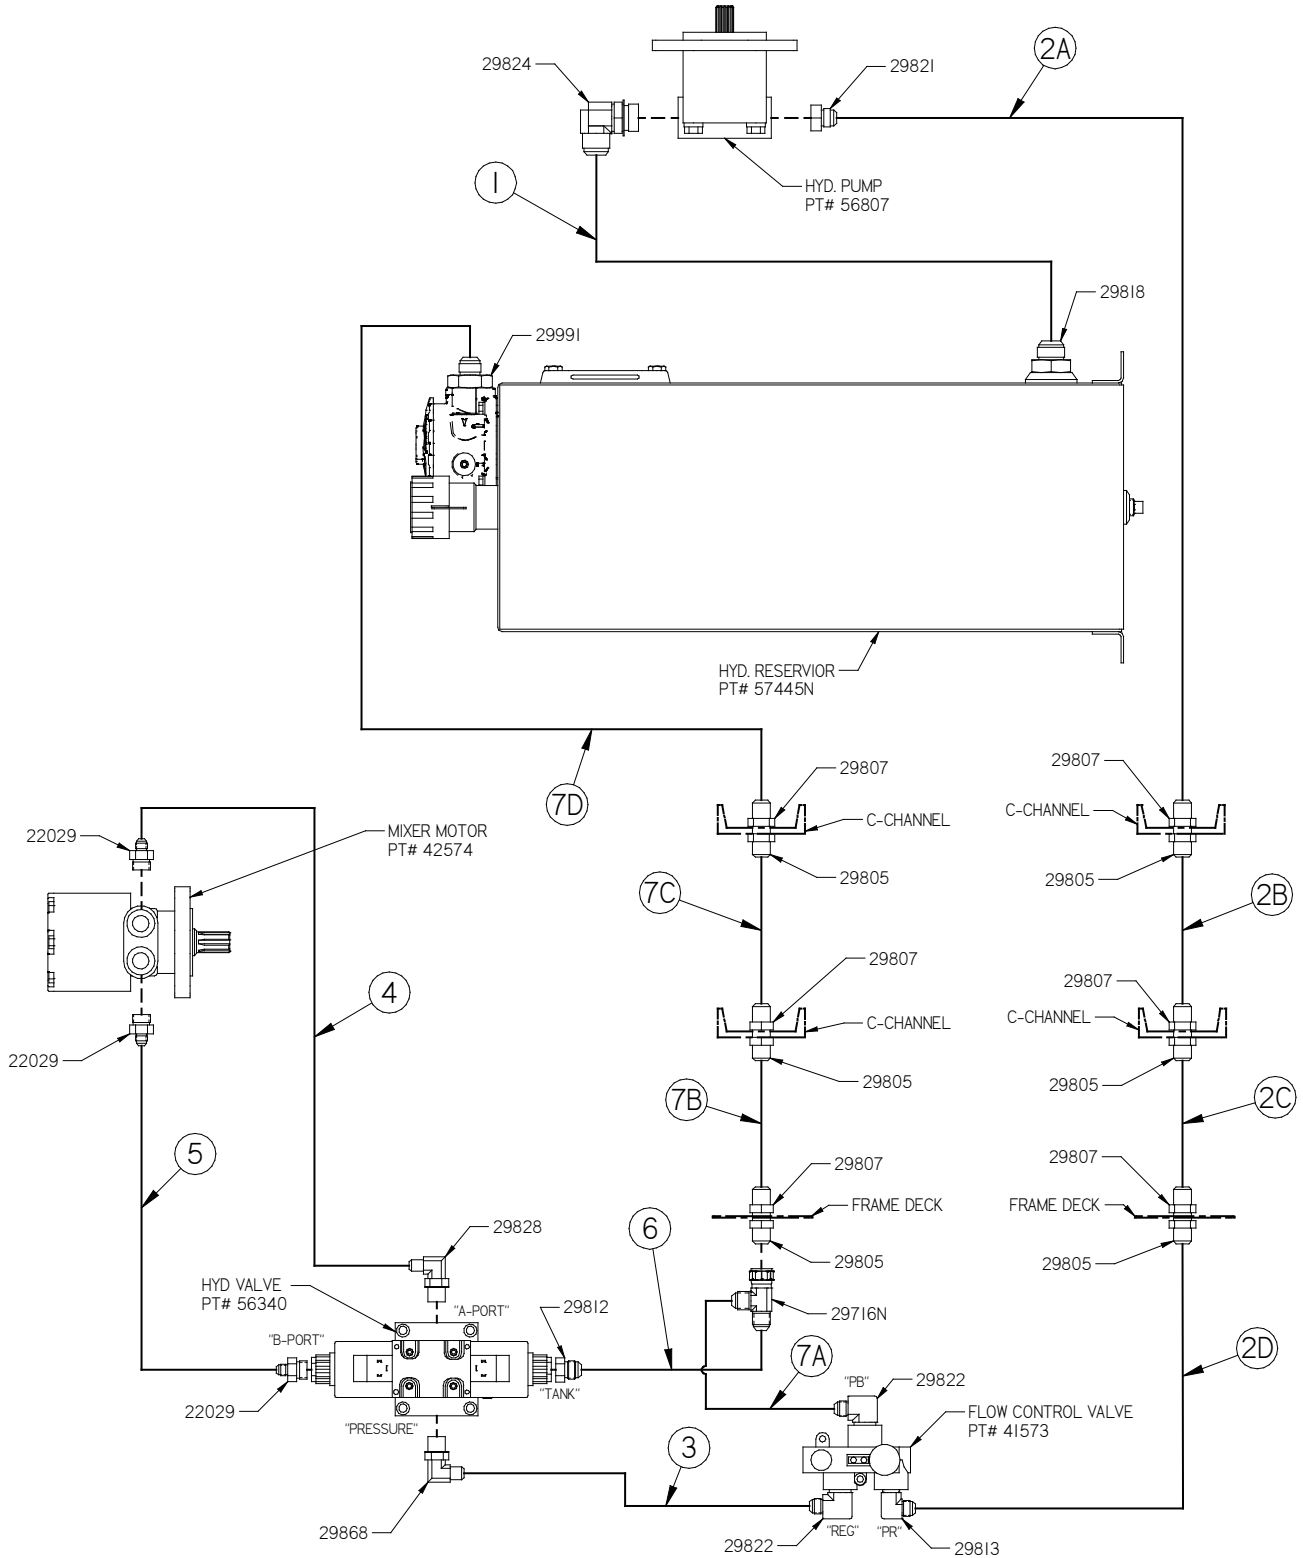 2A
29824
29821
1
HYD. PUMP
PT# 56807
29818
29991
HYD. RESERVIOR
PT# 57445N
29807
29807
7D
C-CHANNEL
C-CHANNEL
22029
MIXER MOTOR
PT# 42574
29805
29805
7C
2B
29807
29807
4
C-CHANNEL
C-CHANNEL
22029
29805
29805
7B
2C
5
29807
29807
FRAME DECK
FRAME DECK
29828
6
29805
29805
HYD VALVE
PT# 56340
"A-PORT"
29812
29716N
"B-PORT"
7A
2D
"TANK"
"PB"
29822
22029
"PRESSURE"
FLOW CONTROL VALVE
PT# 41573
3
29868
"REG"
"PR"
29822
29813